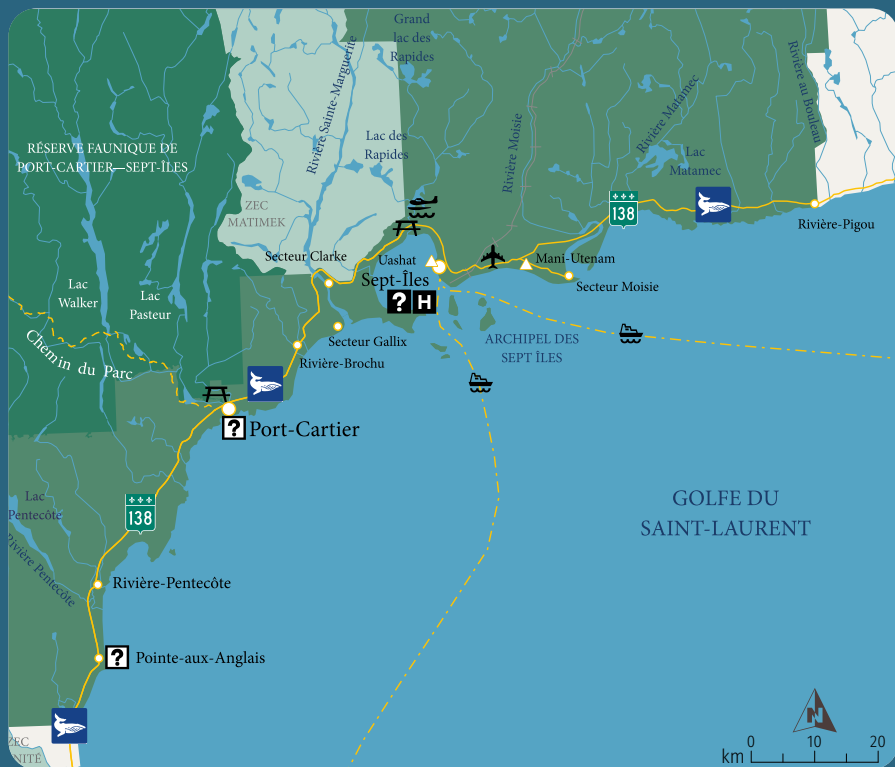 Grand
lac des
Rapides
Rivière Sainte-Marguerite
Rivière au Bouleau
Rivière Matamec
Rivière Moisie
Lac des
Rapides
RÉSERVE FAUNIQUE DE
PORT-CARTIER—SEPT-ÎLES
Lac
Matamec
ZEC
MATIMEK
138
Rivière-Pigou
Secteur Clarke
Uashat
Mani-Utenam
Sept-Îles
Secteur Moisie
Lac
Walker
Lac
Pasteur
? H
Secteur Gallix
ARCHIPEL DES
SEPT ÎLES
Chemin du Parc
Rivière-Brochu
? Port-Cartier
Lac
Pentecôte
138
GOLFE DU
SAINT-LAURENT
Rivière Pentecôte
Rivière-Pentecôte
? Pointe-aux-Anglais
N
ZEC
NITÉ
0 10 20
km